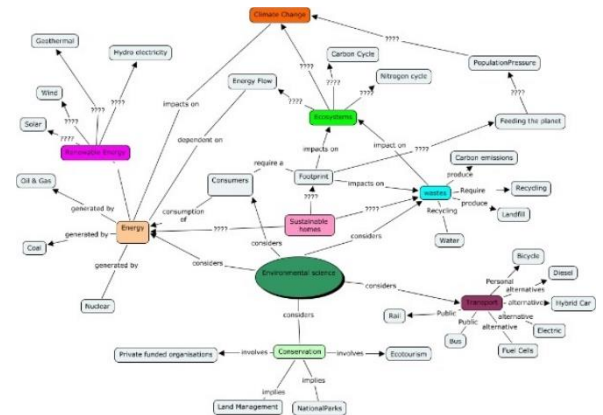 Climate Change
Geothermal
Hydro electricity
????
Carbon Cycle
????
PopulationPressure
Wind
????
????
Energy Flow
????
????
Nitrogen cycle
????
Soler
????
impacts on
Ecosystems
Feeding the planet
Renewable Energy
dependent on
impacts on
impacts on
????
Carbon emissions
require a
Oil & Gas
Consumers
Footprint
impacts on
wastes
produce
Require
Recycling
generated by
consumption
of
????
????
produce
Landfill
Energy
????
Sustainable
homes
Recycling
Coal
generated by
considers
considers
Water
generated by
considers
Environmental science
Bicycle
Nuclear
considers
Personal
Diesel
alternatives
Transport
alternative
Hybrid Car
Rail
Public
Public
alternative
Electric
considers
Bus
alternative
Fuel Cells
Private funded organisations
involves
Conservation
involves
Ecotourism
implies
implies
Land Management
NationalParks